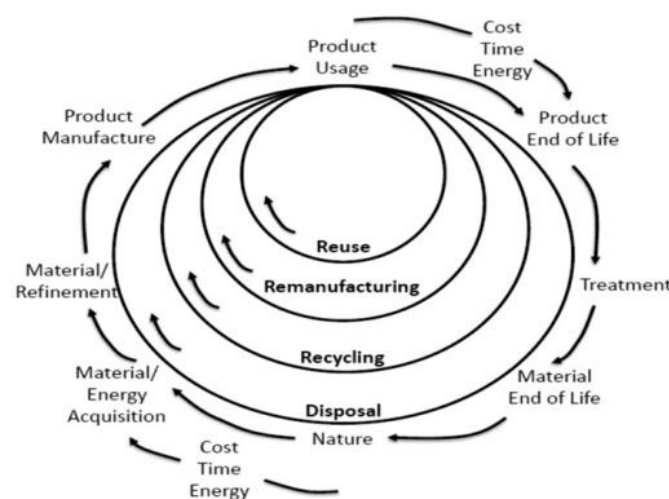 Cost
Time
Energy
Product
Usage
Product
Manufacture
Product
End of Life
Reuse
Material/
Refinement
Remanufacturing
Treatment
Recycling
Material/
Energy
Acquisition
Material
End of Life
Disposal
Nature
Cost
Time
Energy